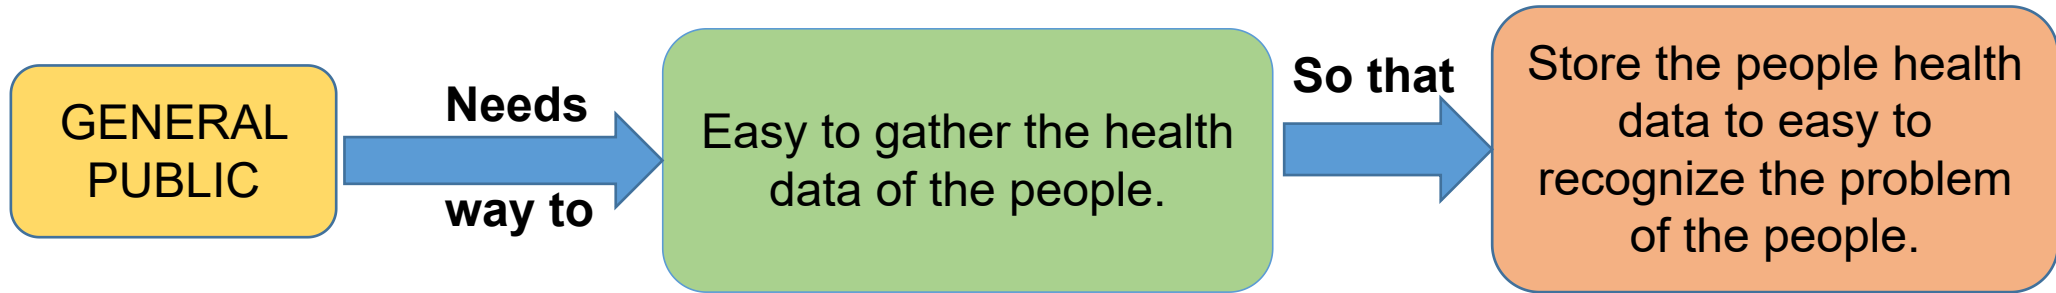 GENERAL
PUBLIC
Needs
way to
Easy to gather the health
data of the people.
So that
Store the people health
data to easy to
recognize the problem
of the people.